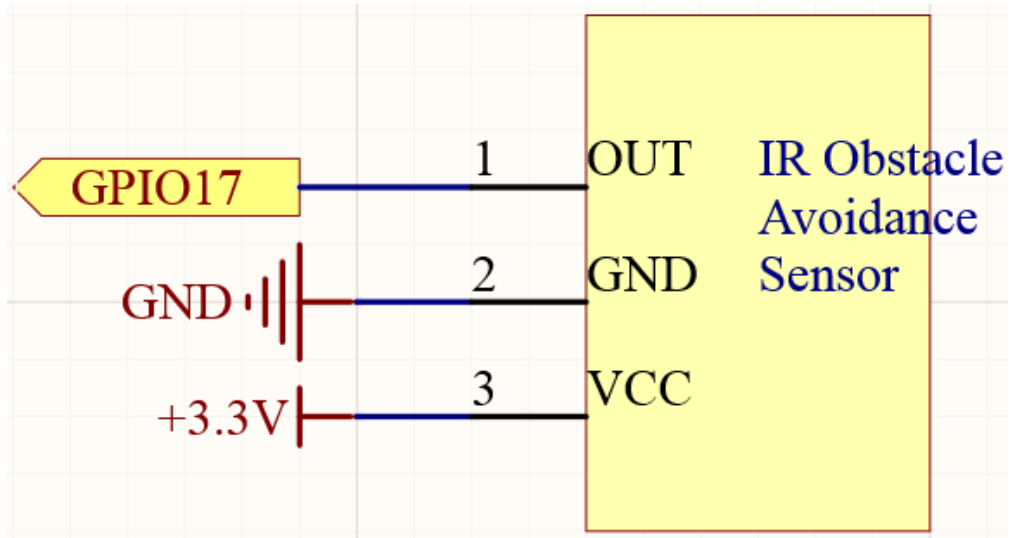 GPIO17 1 OUT IR Obstacle
Avoidance
GND 2 GND Sensor
+3.3V 3 VCC